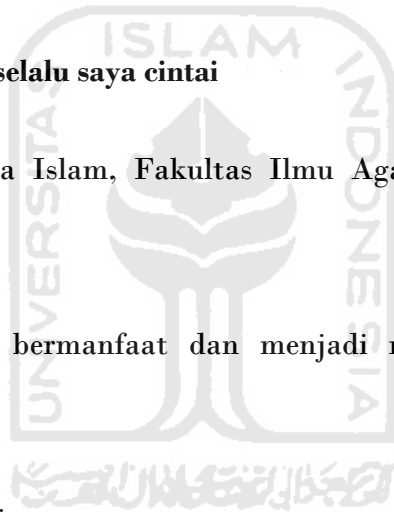 ISLAM
UNIVERSITAS
INDONESIA
selalu saya cintai
a Islam, Fakultas Ilmu Aga
bermanfaat dan menjadi